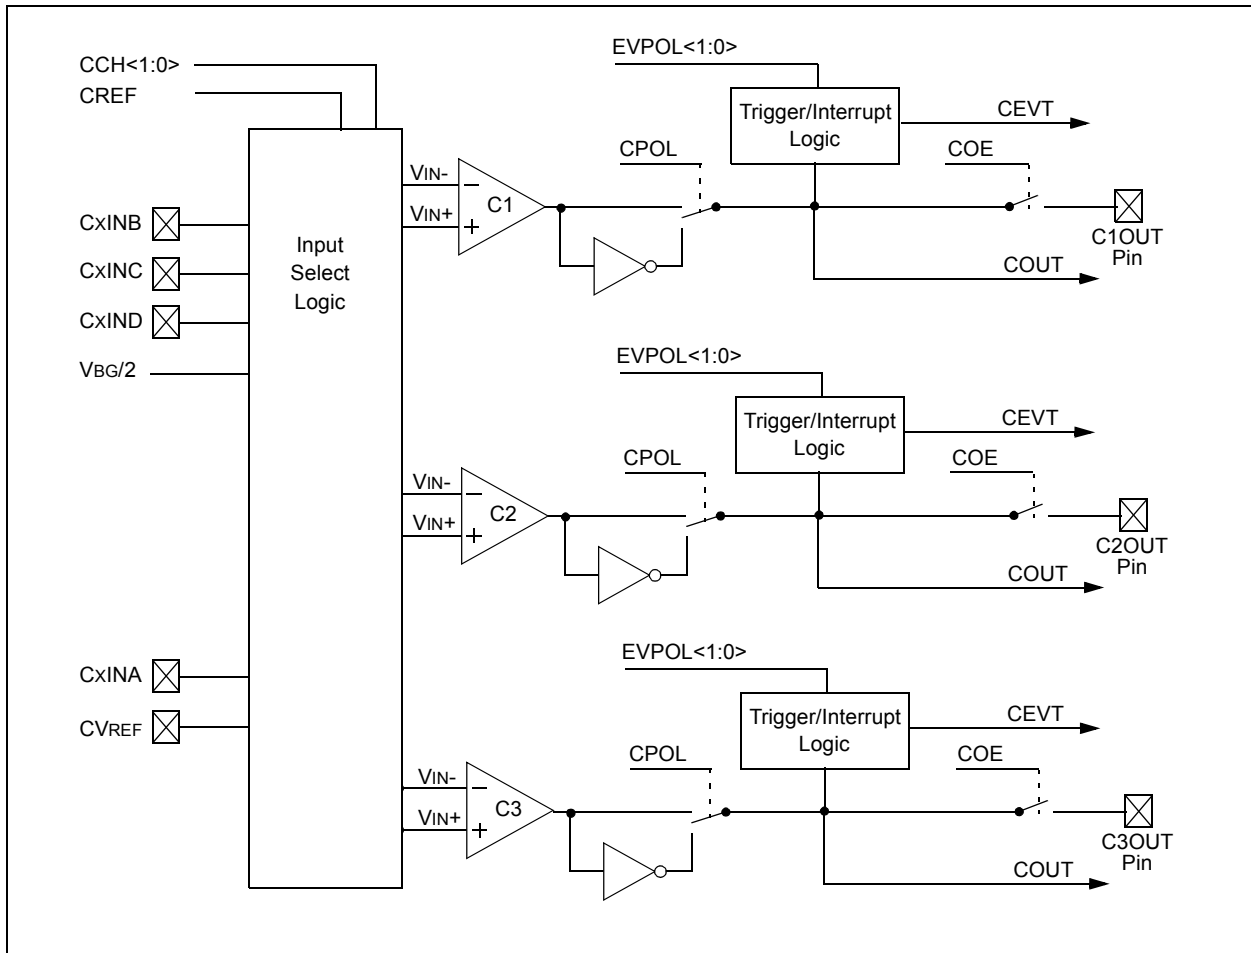 CCH<1:0>
CREF
CXINB
CXINC
CXIND
VBG/2
CXINA
CVREF
Input
Select
Logic
EVPOL<1:0>
Trigger/Interrupt
Logic
CEVT
CPOL
COE
VIN-
VIN+
C1
C1OUT
Pin
COUT
EVPOL<1:0>
Trigger/Interrupt
Logic
CEVT
CPOL
COE
VIN-
VIN+
C2
C2OUT
Pin
COUT
EVPOL<1:0>
Trigger/Interrupt
Logic
CEVT
CPOL
COE
VIN-
VIN+
C3
C3OUT
Pin
COUT